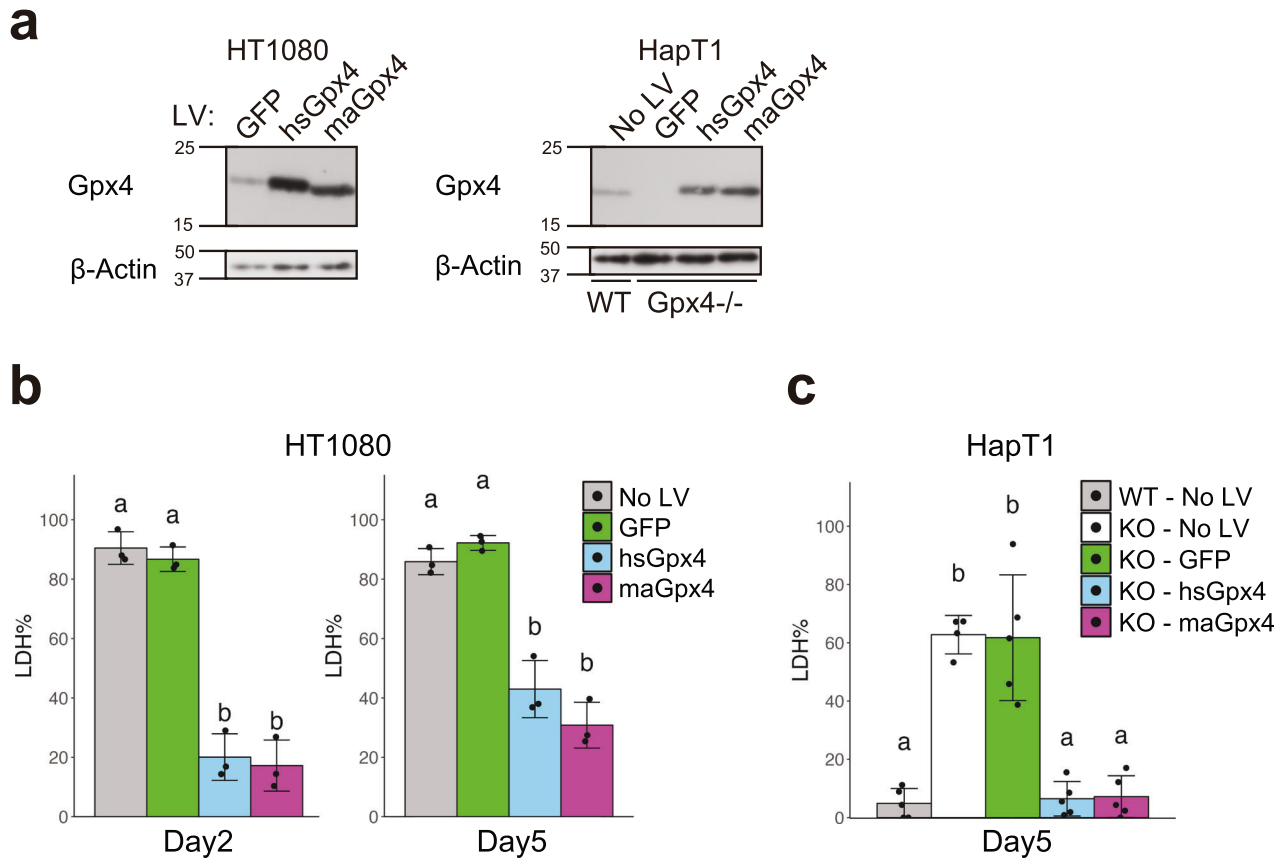 a
HT1080
HapT1
LV: GFP hsGpx4 maGpx4
No LV GFP hsGpx4 maGpx4
25
Gpx4
15
50
β-Actin
37
25
Gpx4
15
50
β-Actin
37
WT Gpx4-/-
b
HT1080
LDH%
100
80
60
40
20
0
a a b b
Day2
LDH%
100
80
60
40
20
0
a a b b
Day5
No LV
GFP
hsGpx4
maGpx4
c
HapT1
LDH%
100
80
60
40
20
0
a b b a a
Day5
WT - No LV
KO - No LV
KO - GFP
KO - hsGpx4
KO - maGpx4